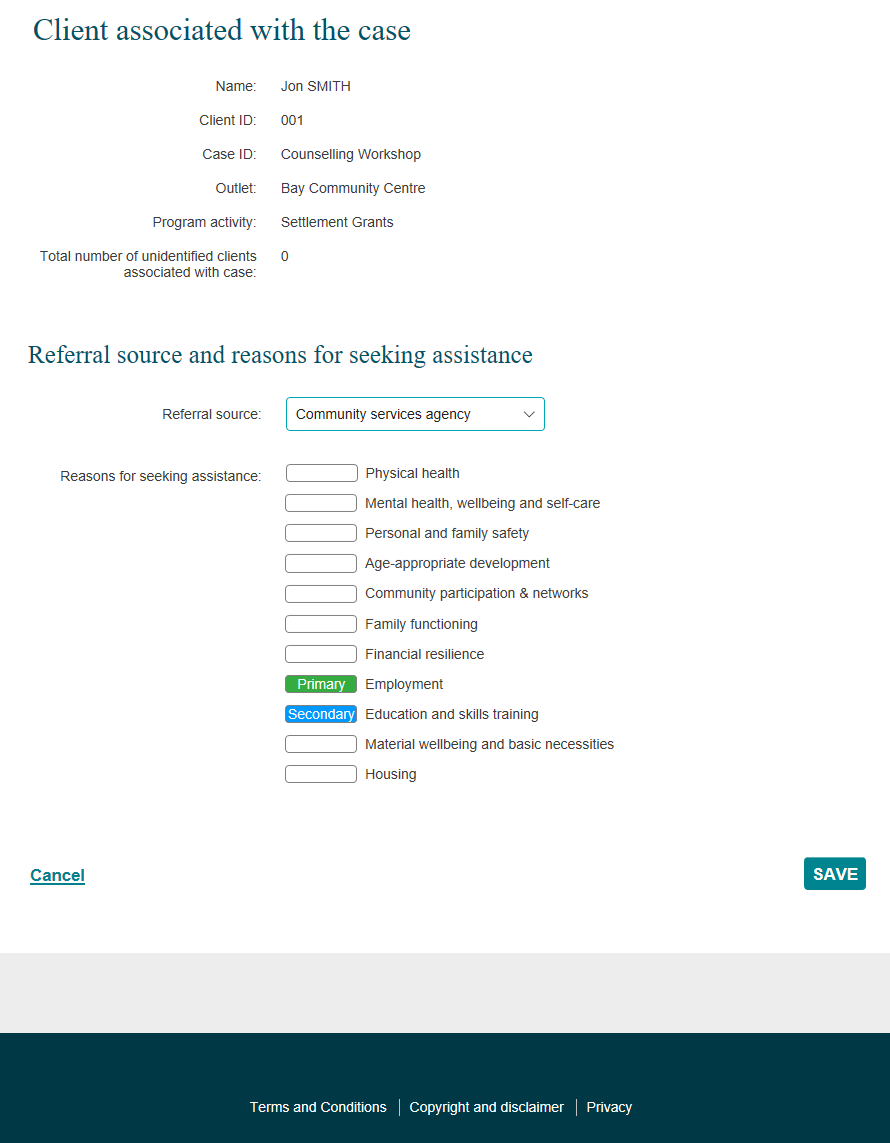 Client associated with the case
Name: Jon SMITH
Client ID: 001
Case ID: Counselling Workshop
Outlet: Bay Community Centre
Program activity: Settlement Grants
Total number of unidentified clients 0
associated with case:
Referral source and reasons for seeking assistance
Referral source: Community services agency
Reasons for seeking assistance: Physical health
Mental health, wellbeing and self-care
Personal and family safety
Age-appropriate development
Community participation & networks
Family functioning
Financial resilience
Primary Employment
Secondary Education and skills training
Material wellbeing and basic necessities
Housing
Cancel SAVE
Terms and Conditions Copyright and disclaimer Privacy